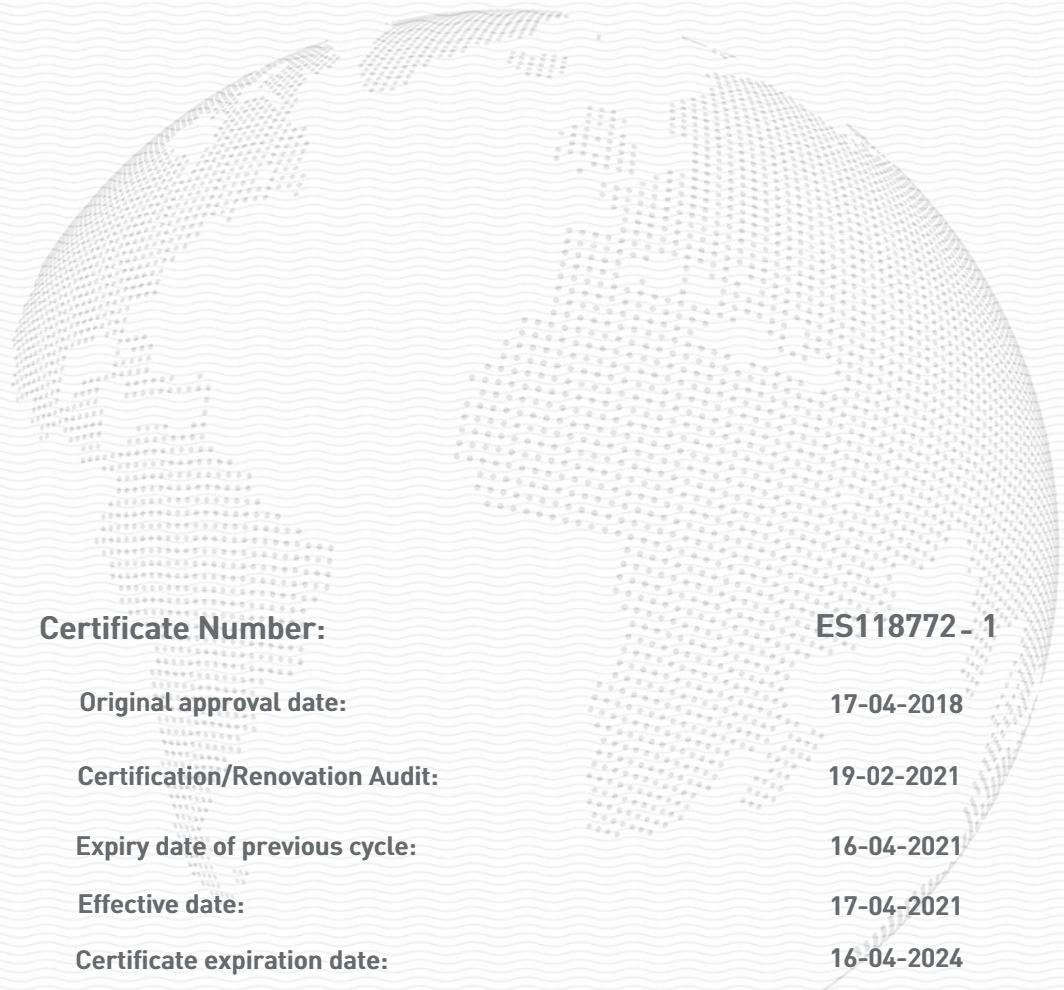 Certificate Number: ES118772- 1
Original approval date: 17-04-2018
Certification/Renovation Audit: 19-02-2021
Expiry date of previous cycle: 16-04-2021
Effective date: 17-04-2021
Certificate expiration date: 16-04-2024